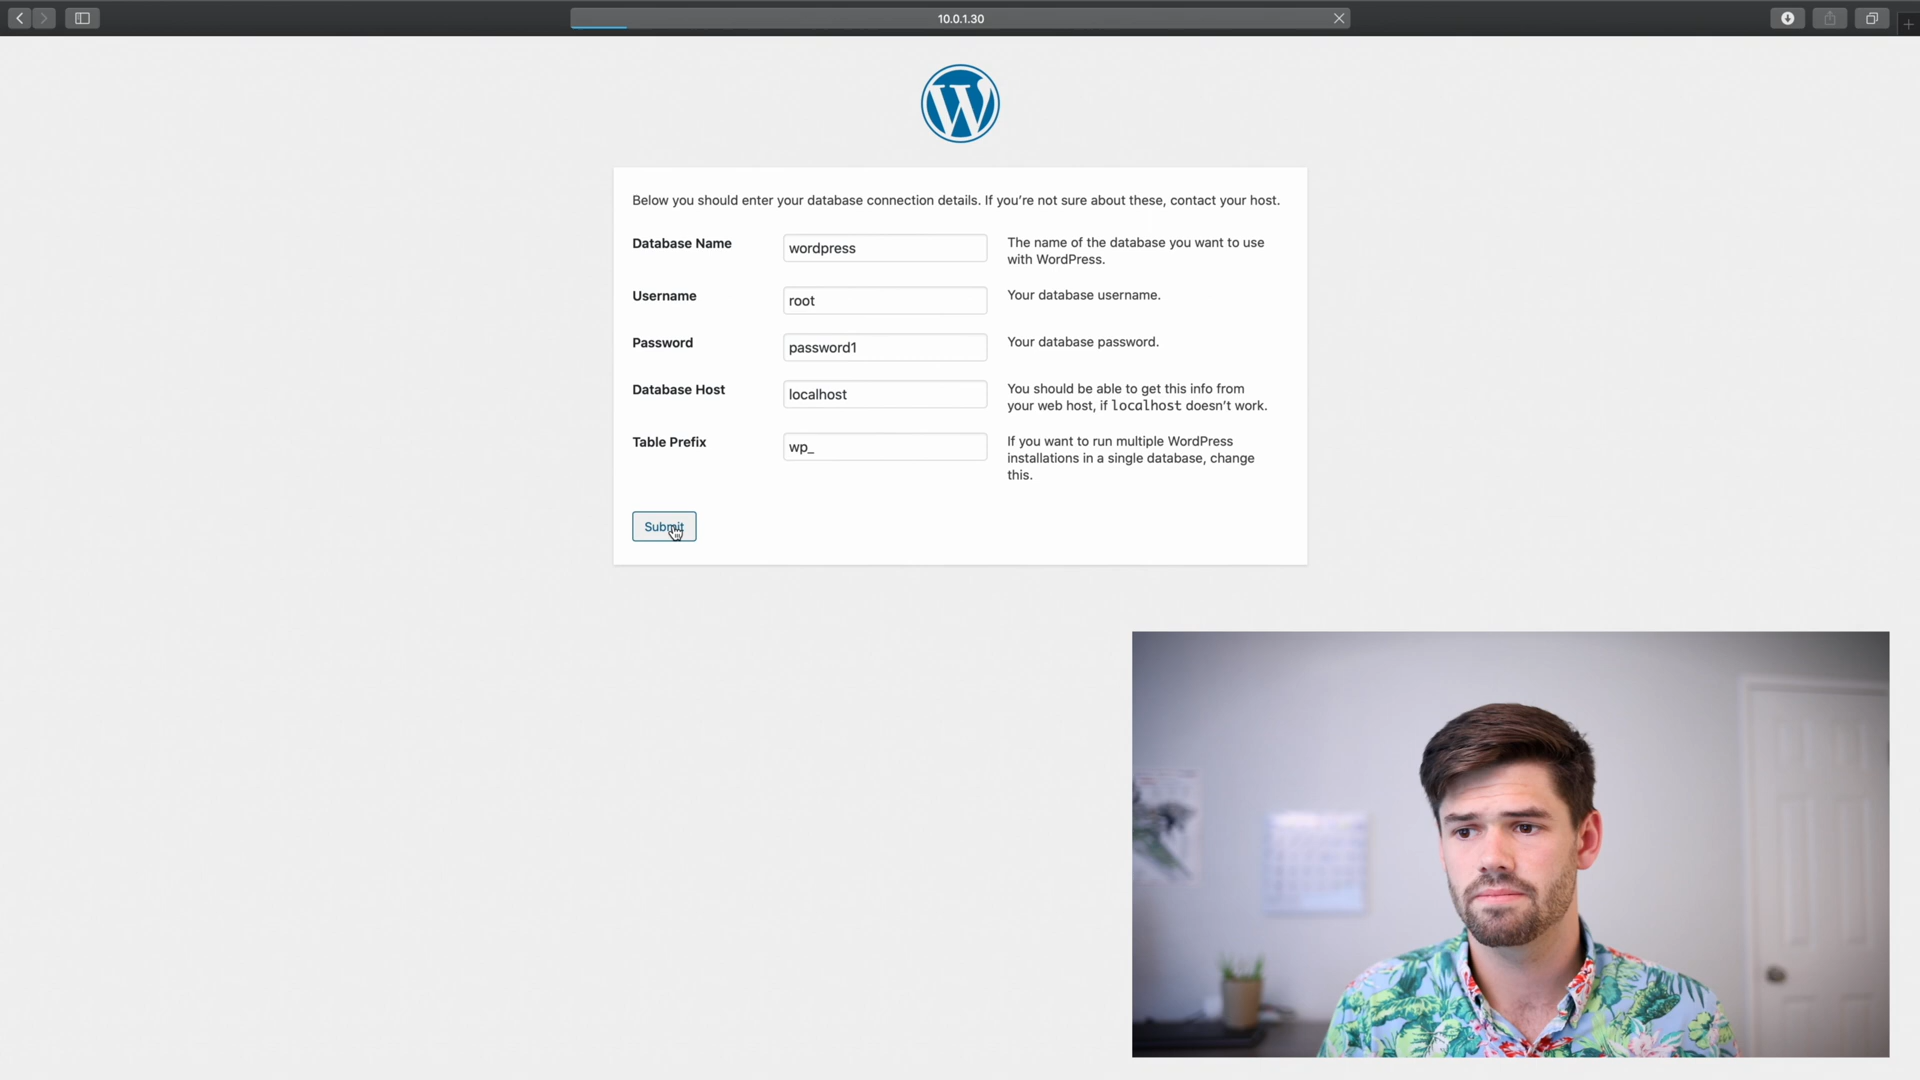 10.0.1.30
Below you should enter your database connection details. If you’re not sure about these, contact your host.
Database Name
wordpress
The name of the database you want to use
with WordPress.
Username
root
Your database username.
Password
password1
Your database password.
Database Host
localhost
You should be able to get this info from
your web host, if localhost doesn’t work.
Table Prefix
wp_
If you want to run multiple WordPress
installations in a single database, change
this.
Submit